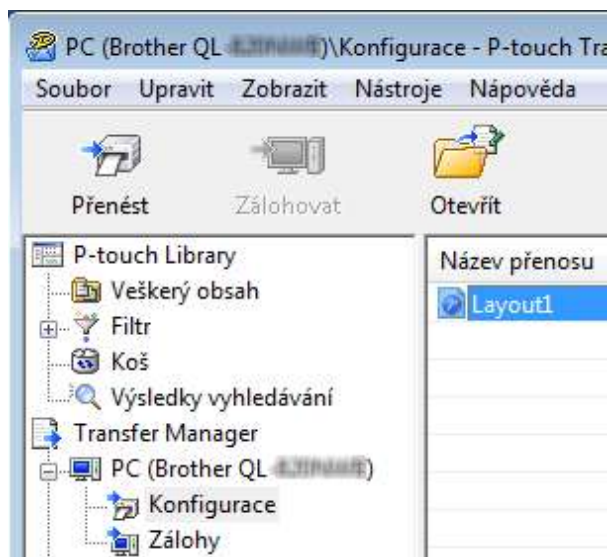 PC (Brother QL )\Konfigurace - P-touch Tra
Soubor Upravit Zobrazit Nástroje Nápověda
Přenést Zálohovat Otevřít
P-touch Library
Název přenosu
Veškerý obsah
Layout1
Filtr
Koš
Výsledky vyhledávání
Transfer Manager
PC (Brother QL )
Konfigurace
Zálohy